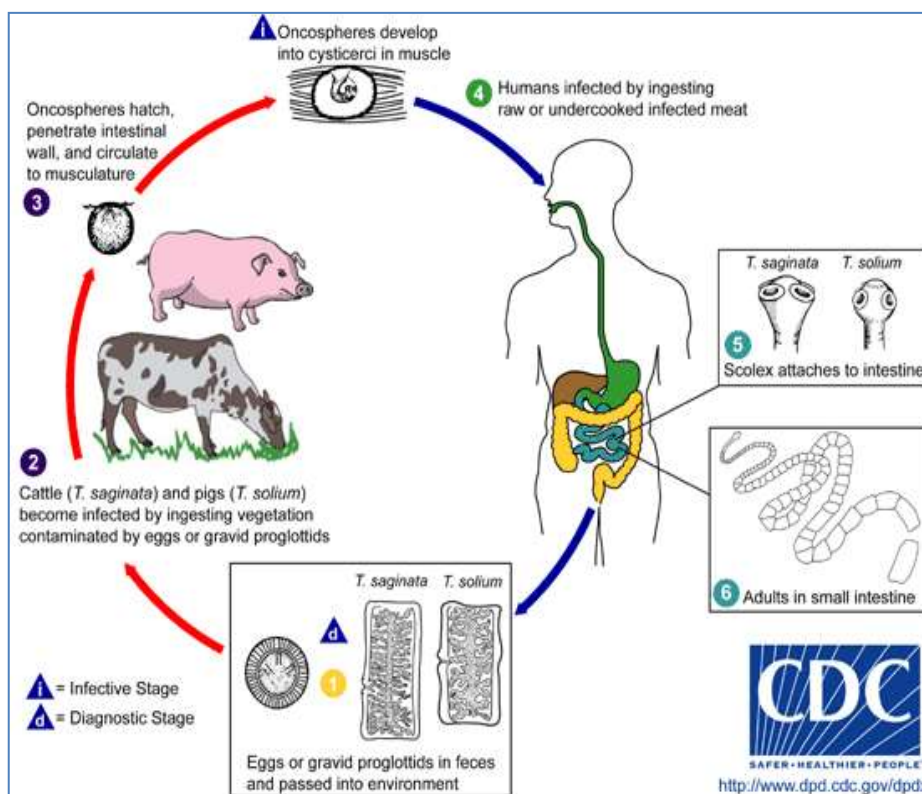 i
Oncospheres develop
into cysticerci in muscle
Oncospheres hatch,
penetrate intestinal
wall, and circulate
to musculature
3
4
Humans infected by ingesting
raw or undercooked infected meat
T. saginata T. solium
5
Scolex attaches to intestine
6
Adults in small intestine
2
Cattle (T. saginata) and pigs (T. solium)
become infected by ingesting vegetation
contaminated by eggs or gravid proglottids
T. saginata T. solium
d
1
Eggs or gravid proglottids in feces
and passed into environment
i = Infective Stage
d = Diagnostic Stage
CDC
SAFER·HEALTHIER·PEOPLE
http://www.dpd.cdc.gov/dpd